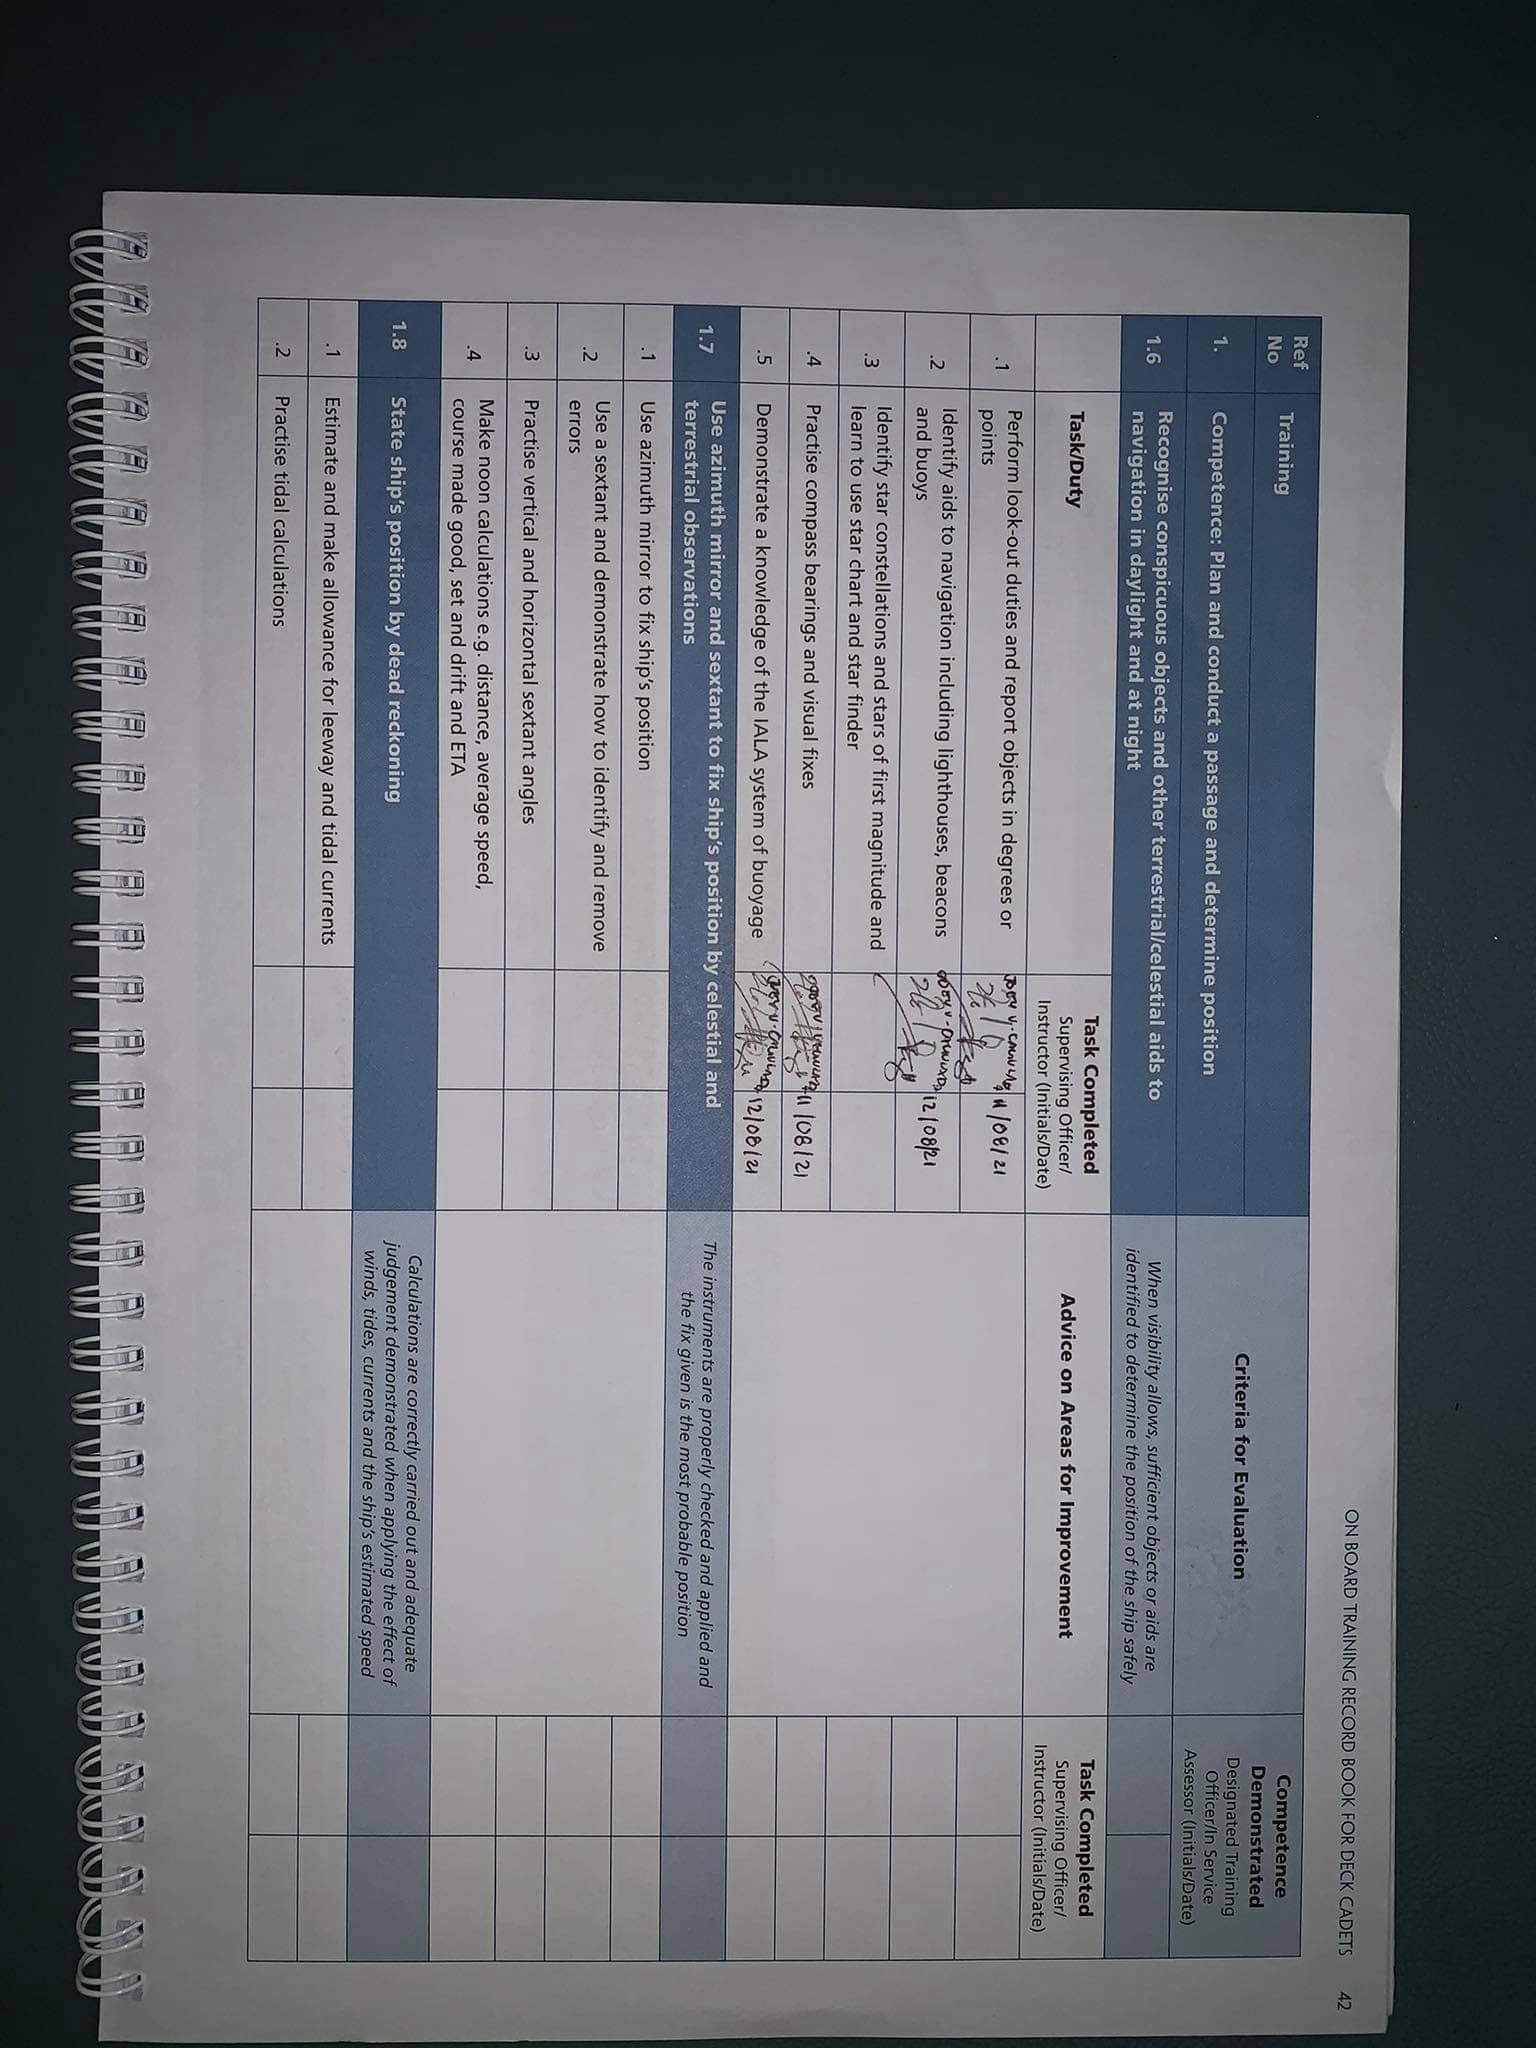 ON BOARD TRAINING RECORD BOOK FOR DECK CADETS 42
Ref
No
Training
Criteria for Evaluation
Competence
Demonstrated
Designated Training
Officer/In Service
Assessor (Initials/Date)
1.
Competence: Plan and conduct a passage and determine position
1.6
Recognise conspicuous objects and other terrestrial/celestial aids to
navigation in daylight and at night
When visibility allows, sufficient objects or aids are
identified to determine the position of the ship safely
Task/Duty
Task Completed
Supervising Officer/
Instructor (Initials/Date)
Advice on Areas for Improvement
Task Completed
Supervising Officer/
Instructor (Initials/Date)
.1
Perform look-out duties and report objects in degrees or
points
11/08/21
.2
Identify aids to navigation including lighthouses, beacons
and buoys
12/08/21
.3
Identify star constellations and stars of first magnitude and
learn to use star chart and star finder
.4
Practise compass bearings and visual fixes
11/08/21
.5
Demonstrate a knowledge of the IALA system of buoyage
12/08/21
1.7
Use azimuth mirror and sextant to fix ship's position by celestial and
terrestrial observations
The instruments are properly checked and applied and
the fix given is the most probable position
.1
Use azimuth mirror to fix ship's position
.2
Use a sextant and demonstrate how to identify and remove
errors
.3
Practise vertical and horizontal sextant angles
.4
Make noon calculations e.g. distance, average speed,
course made good, set and drift and ETA
1.8
State ship's position by dead reckoning
Calculations are correctly carried out and adequate
judgement demonstrated when applying the effect of
winds, tides, currents and the ship's estimated speed
.1
Estimate and make allowance for leeway and tidal currents
.2
Practise tidal calculations